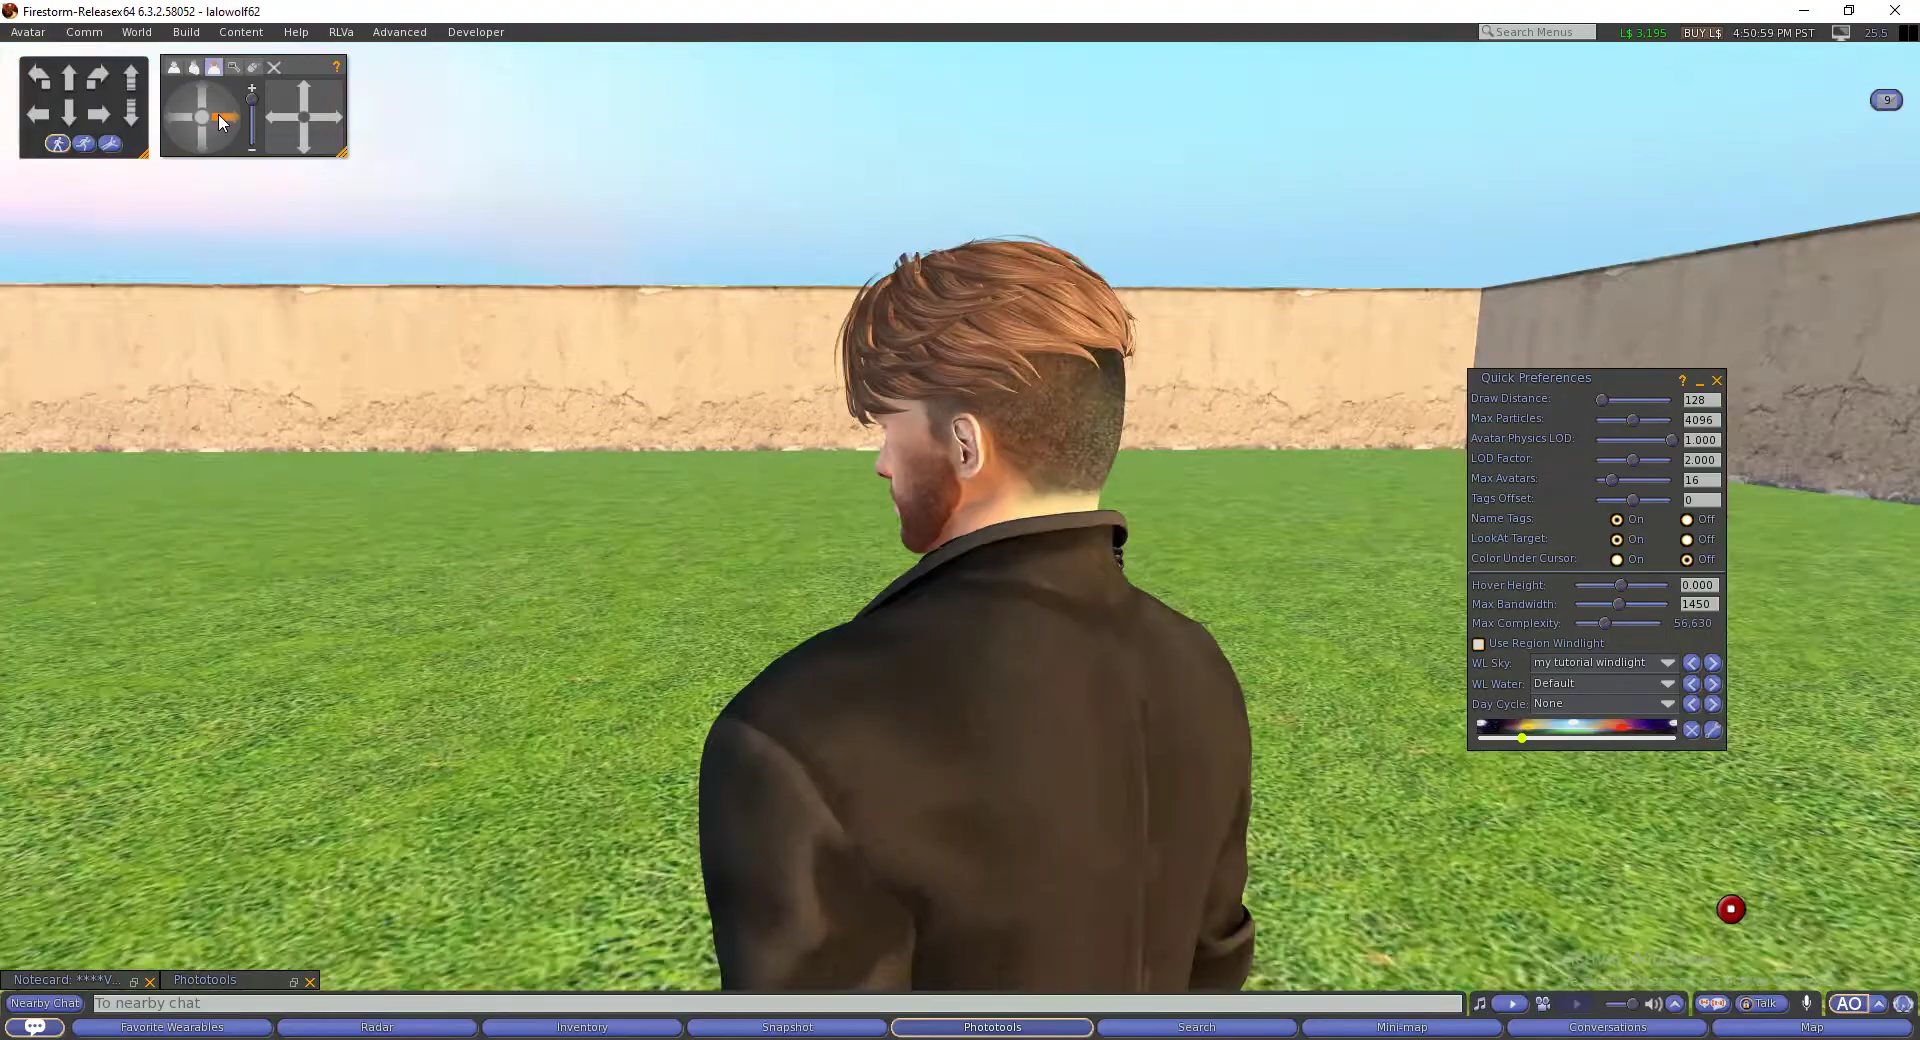 Firestorm-Releasex64 6.3.2.58052 - lalowolf62
Avatar Comm World Build Content Help RLVa Advanced Developer
Search Menus L$ 3,195 BUY L$ 4:50:59 PM PST 25.5
?
9
Quick Preferences ?
Draw Distance: 128
Max Particles: 4096
Avatar Physics LOD: 1.000
LOD Factor: 2.000
Max Avatars: 16
Tags Offset: 0
Name Tags: On Off
LookAt Target: On Off
Color Under Cursor: On Off
Hover Height: 0.000
Max Bandwidth: 1450
Max Complexity: 56,630
Use Region Windlight
WL Sky: my tutorial windlight
WL Water: Default
Day Cycle: None
Notecard: ****V... Phototools
Nearby Chat To nearby chat Talk AO
Favorite Wearables Radar Inventory Snapshot Phototools Search Mini-map Conversations Map